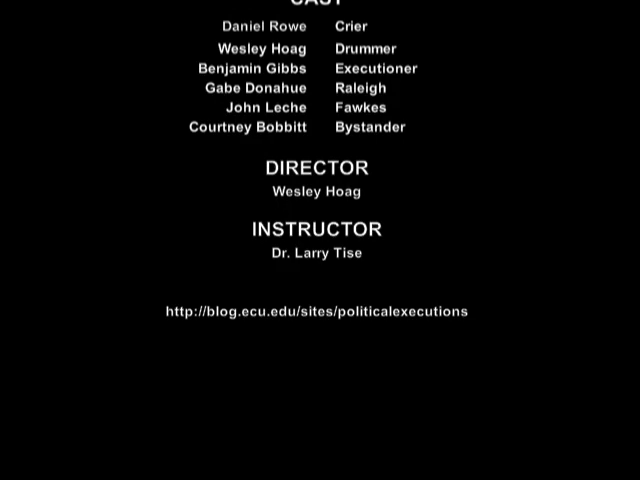 CAST
Daniel Rowe Crier
Wesley Hoag Drummer
Benjamin Gibbs Executioner
Gabe Donahue Raleigh
John Leche Fawkes
Courtney Bobbitt Bystander
DIRECTOR
Wesley Hoag
INSTRUCTOR
Dr. Larry Tise
http://blog.ecu.edu/sites/politicalexecutions